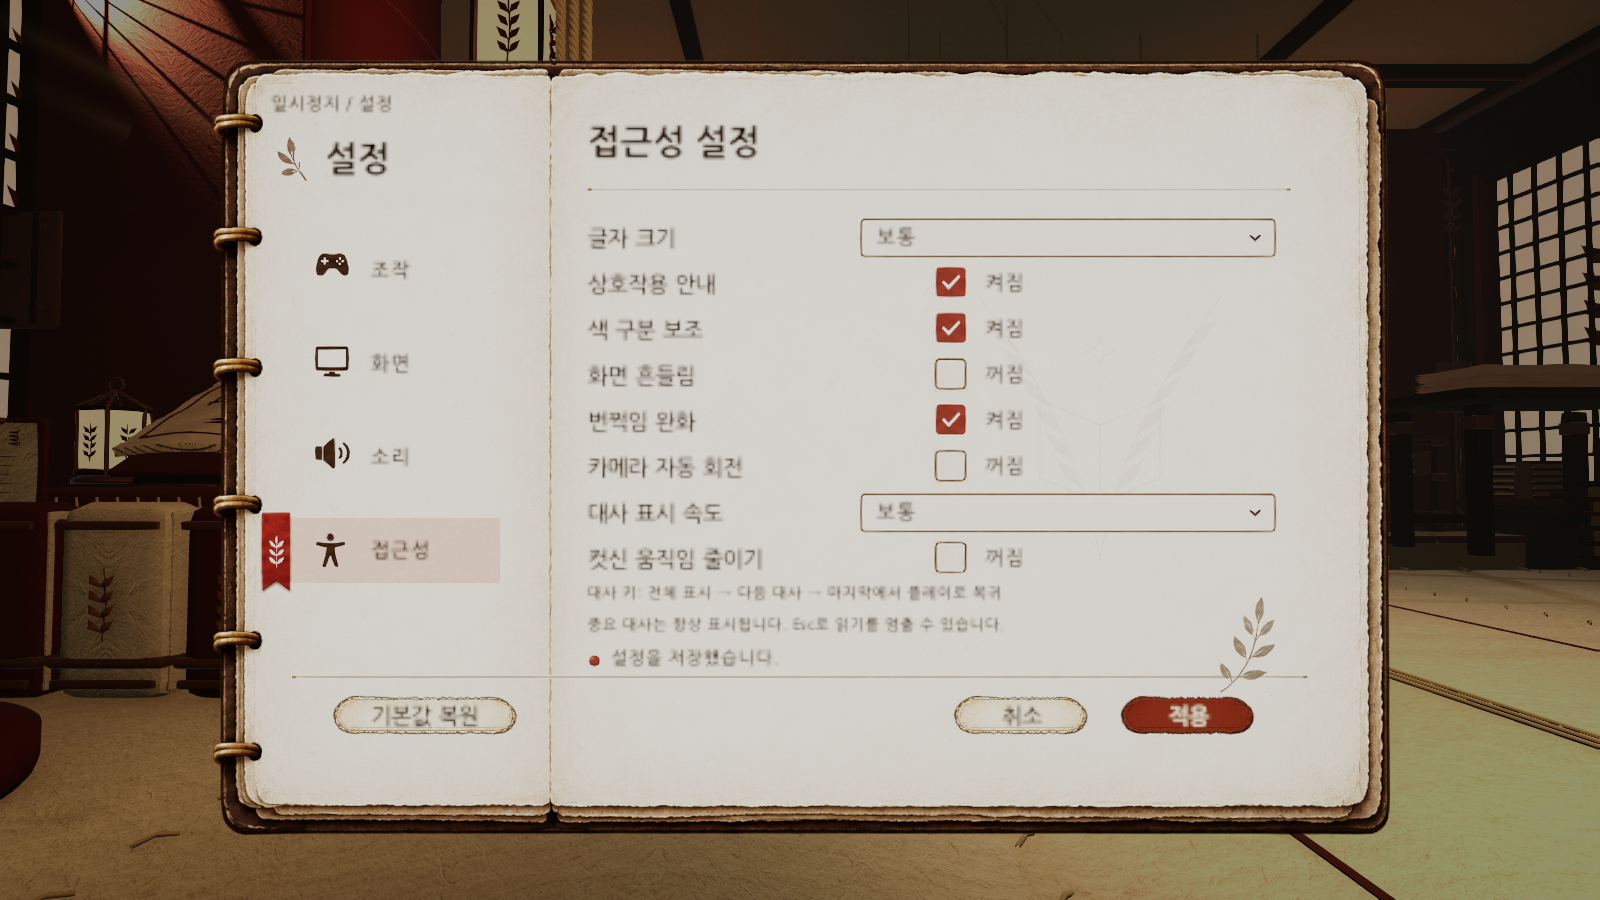 일시정지 / 설정
설정
조작
화면
소리
접근성
접근성 설정
글자 크기 보통
상호작용 안내 켜짐
색 구분 보조 켜짐
화면 흔들림 꺼짐
번쩍임 완화 켜짐
카메라 자동 회전 꺼짐
대사 표시 속도 보통
컷신 움직임 줄이기 꺼짐
대사 키: 전체 표시 → 다음 대사 → 마지막에서 플레이로 복귀
중요 대사는 항상 표시됩니다. Esc로 읽기를 멈출 수 있습니다.
설정을 저장했습니다.
기본값 복원 취소 적용